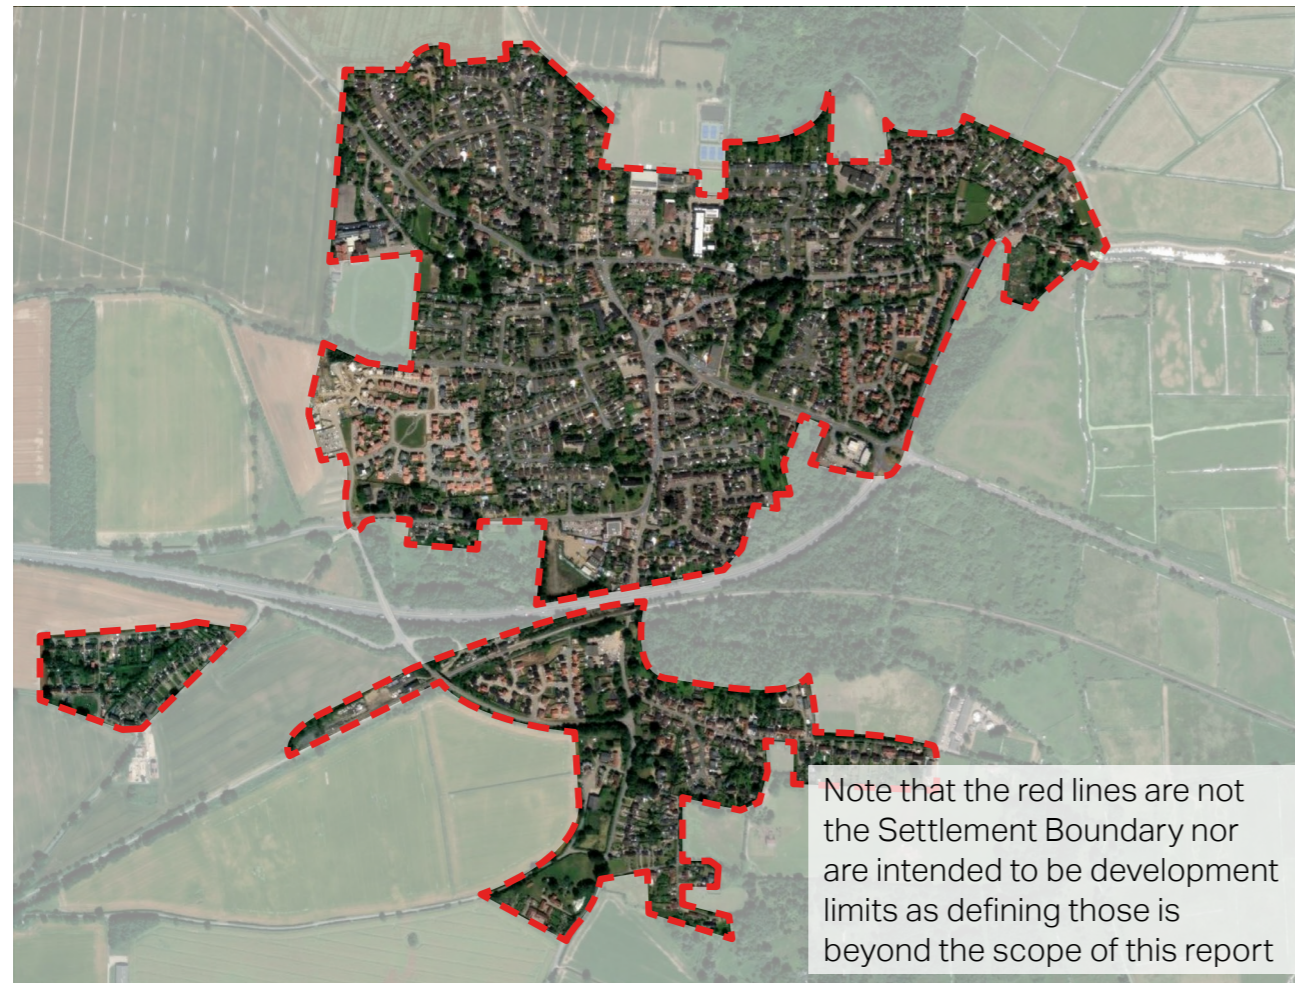 Note that the red lines are not
the Settlement Boundary nor
are intended to be development
limits as defining those is
beyond the scope of this report